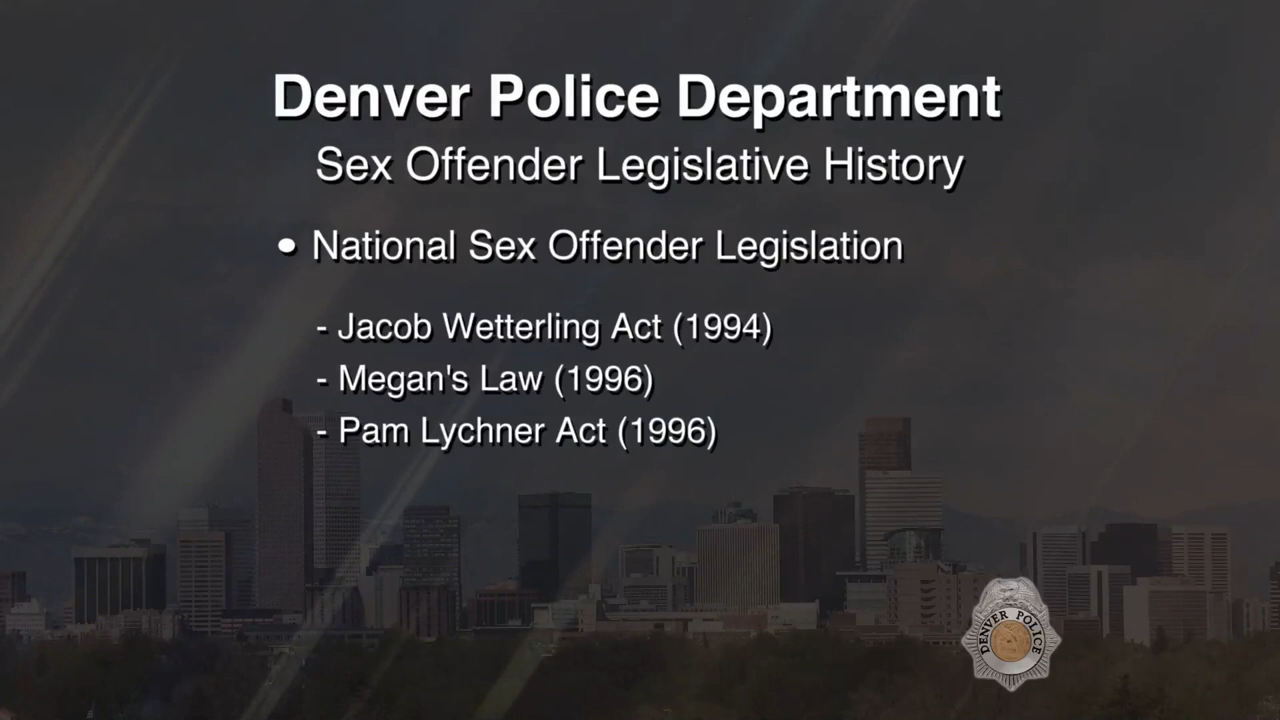 Denver Police Department
Sex Offender Legislative History
• National Sex Offender Legislation
- Jacob Wetterling Act (1994)
- Megan's Law (1996)
- Pam Lychner Act (1996)
DENVER POLICE